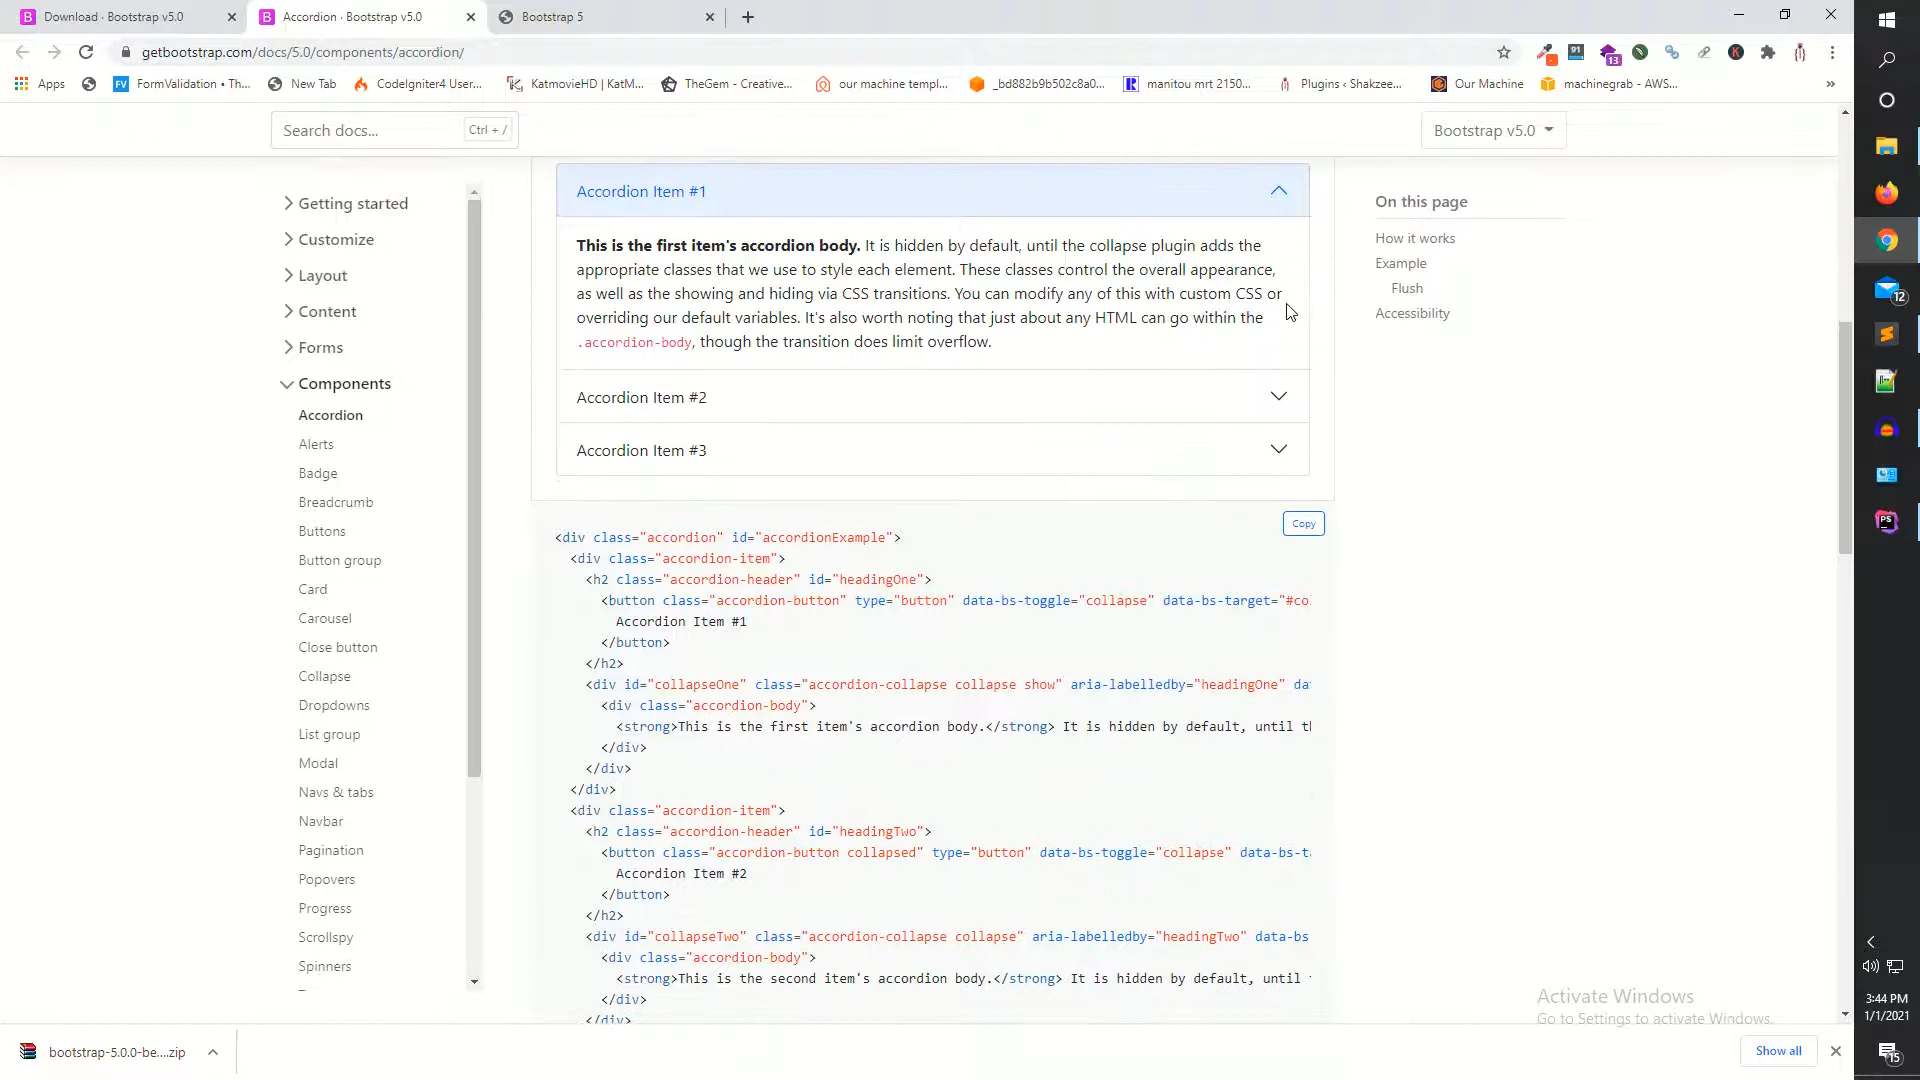 Download · Bootstrap v5.0
Accordion · Bootstrap v5.0
Bootstrap 5
getbootstrap.com/docs/5.0/components/accordion/
91
13
K
Apps
FV
FormValidation • Th...
New Tab
CodeIgniter4 User...
KatmovieHD | KatM...
TheGem - Creative...
our machine templ...
_bd882b9b502c8a0...
manitou mrt 2150...
Plugins ‹ Shakzee...
Our Machine
machinegrab - AWS...
»
Search docs...
Ctrl + /
Bootstrap v5.0
Getting started
Customize
Layout
Content
Forms
Components
Accordion
Alerts
Badge
Breadcrumb
Buttons
Button group
Card
Carousel
Close button
Collapse
Dropdowns
List group
Modal
Navs & tabs
Navbar
Pagination
Popovers
Progress
Scrollspy
Spinners
Accordion Item #1
This is the first item's accordion body. It is hidden by default, until the collapse plugin adds the
appropriate classes that we use to style each element. These classes control the overall appearance,
as well as the showing and hiding via CSS transitions. You can modify any of this with custom CSS or
overriding our default variables. It's also worth noting that just about any HTML can go within the
.accordion-body, though the transition does limit overflow.
Accordion Item #2
Accordion Item #3
Copy
<div class="accordion" id="accordionExample">
<div class="accordion-item">
<h2 class="accordion-header" id="headingOne">
<button class="accordion-button" type="button" data-bs-toggle="collapse" data-bs-target="#co
Accordion Item #1
</button>
</h2>
<div id="collapseOne" class="accordion-collapse collapse show" aria-labelledby="headingOne" da
<div class="accordion-body">
<strong>This is the first item's accordion body.</strong> It is hidden by default, until t
</div>
</div>
</div>
<div class="accordion-item">
<h2 class="accordion-header" id="headingTwo">
<button class="accordion-button collapsed" type="button" data-bs-toggle="collapse" data-bs-t
Accordion Item #2
</button>
</h2>
<div id="collapseTwo" class="accordion-collapse collapse" aria-labelledby="headingTwo" data-bs
<div class="accordion-body">
<strong>This is the second item's accordion body.</strong> It is hidden by default, until
</div>
</div>
On this page
How it works
Example
Flush
Accessibility
Activate Windows
Go to Settings to activate Windows.
bootstrap-5.0.0-be....zip
Show all
12
PS
3:44 PM
1/1/2021
15